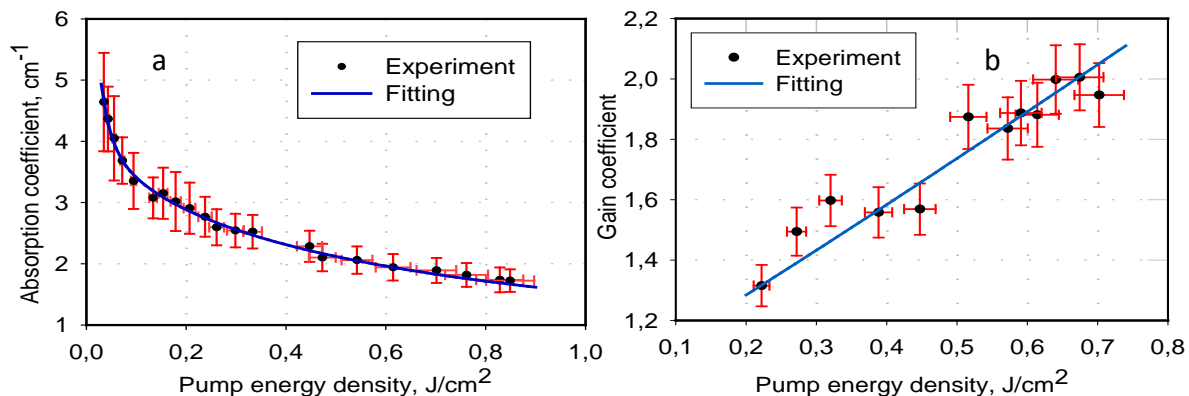 Absorption coefficient, cm-1
6
5
4
3
2
1
a
Experiment
Fitting
0,0 0,2 0,4 0,6 0,8 1,0
Pump energy density, J/cm2
Gain coefficient
2,2
2,0
1,8
1,6
1,4
1,2
b
Experiment
Fitting
0,1 0,2 0,3 0,4 0,5 0,6 0,7 0,8
Pump energy density, J/cm2